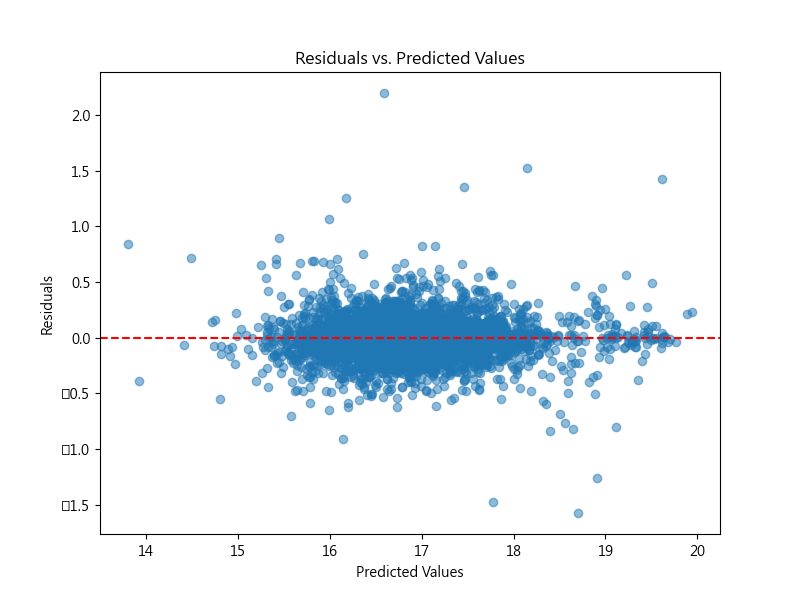 Residuals vs. Predicted Values
2.0
1.5
1.0
0.5
0.0
□0.5
□1.0
□1.5
Residuals
14 15 16 17 18 19 20
Predicted Values